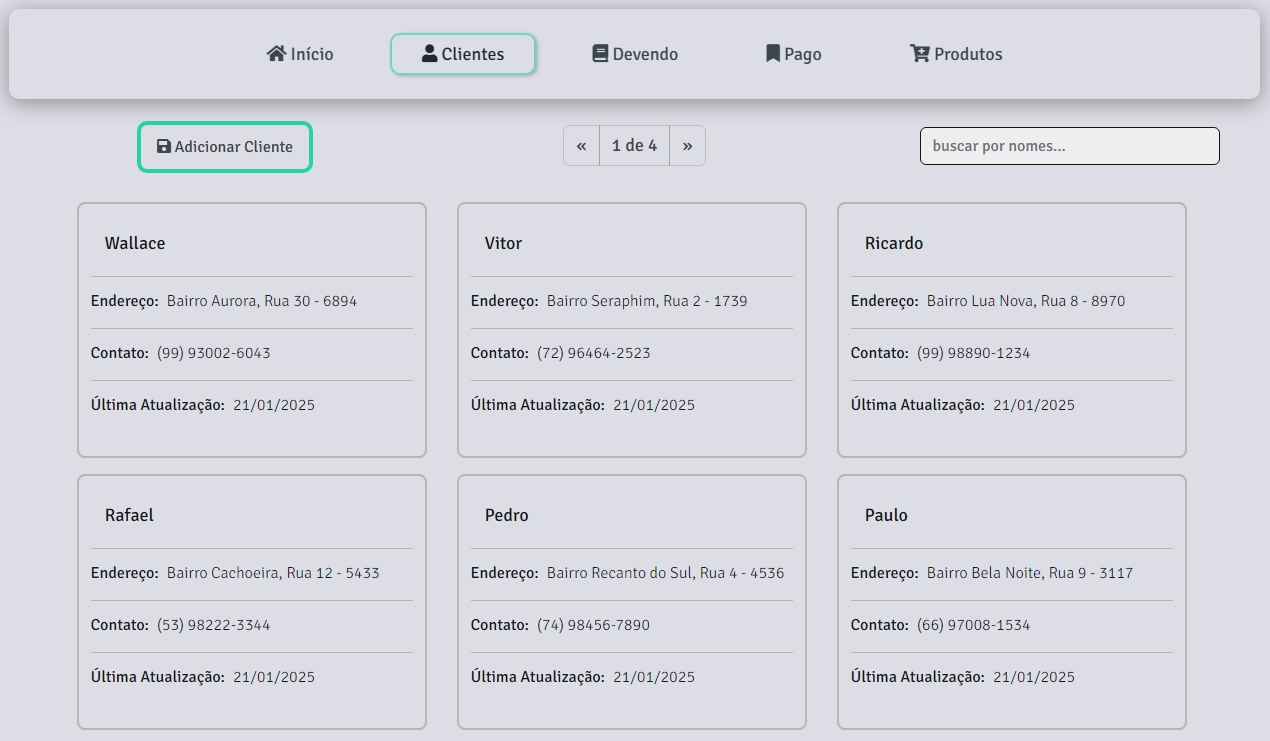 Início Clientes Devendo Pago Produtos
Adicionar Cliente « 1 de 4 » buscar por nomes...
Wallace
Endereço: Bairro Aurora, Rua 30 - 6894
Contato: (99) 93002-6043
Última Atualização: 21/01/2025
Vitor
Endereço: Bairro Seraphim, Rua 2 - 1739
Contato: (72) 96464-2523
Última Atualização: 21/01/2025
Ricardo
Endereço: Bairro Lua Nova, Rua 8 - 8970
Contato: (99) 98890-1234
Última Atualização: 21/01/2025
Rafael
Endereço: Bairro Cachoeira, Rua 12 - 5433
Contato: (53) 98222-3344
Última Atualização: 21/01/2025
Pedro
Endereço: Bairro Recanto do Sul, Rua 4 - 4536
Contato: (74) 98456-7890
Última Atualização: 21/01/2025
Paulo
Endereço: Bairro Bela Noite, Rua 9 - 3117
Contato: (66) 97008-1534
Última Atualização: 21/01/2025